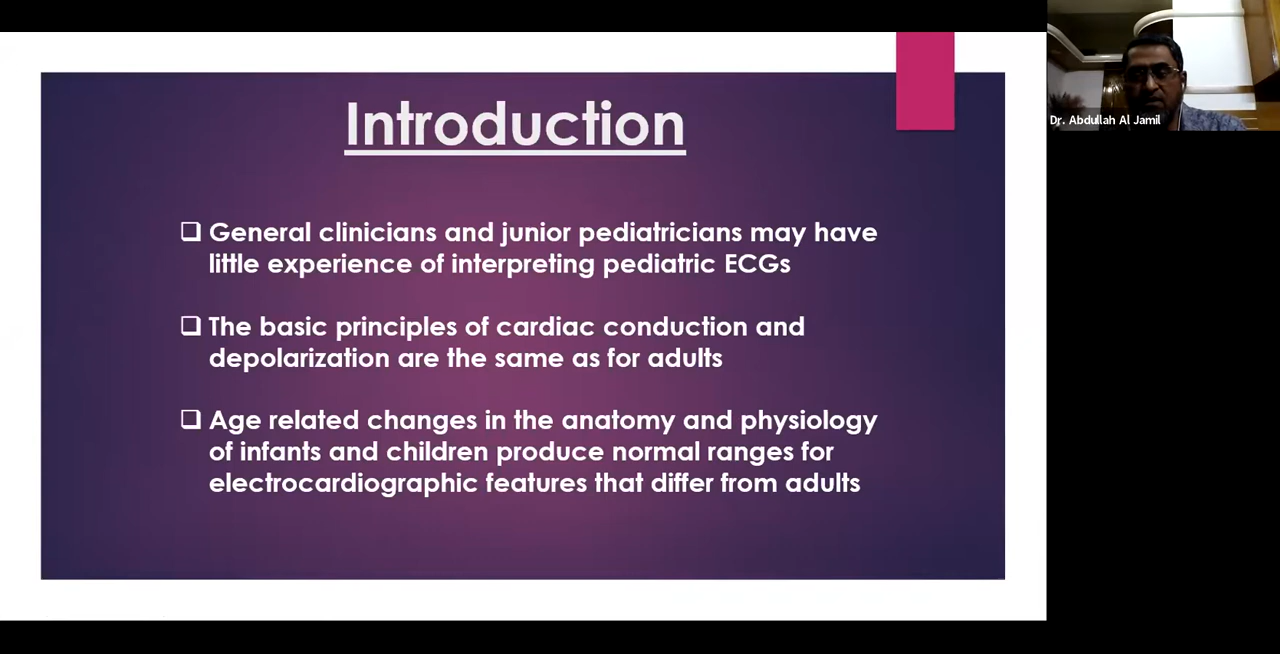 Introduction
❑ General clinicians and junior pediatricians may have
little experience of interpreting pediatric ECGs
❑ The basic principles of cardiac conduction and
depolarization are the same as for adults
❑ Age related changes in the anatomy and physiology
of infants and children produce normal ranges for
electrocardiographic features that differ from adults
Dr. Abdullah Al Jamil